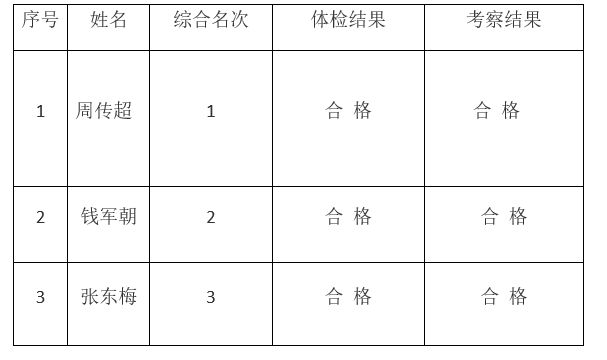 序号 姓名 综合名次 体检结果 考察结果
1 周传超 1 合 格 合 格
2 钱军朝 2 合 格 合 格
3 张东梅 3 合 格 合 格